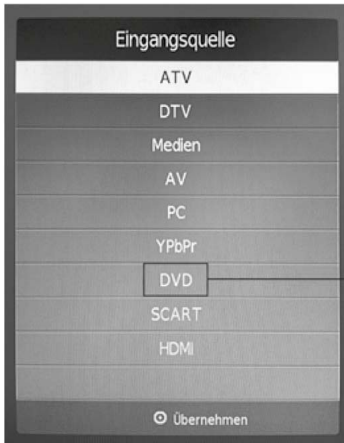 Eingangsquelle
ATV
DTV
Medien
AV
PC
YPbPr
DVD
SCART
HDMI
Übernehmen